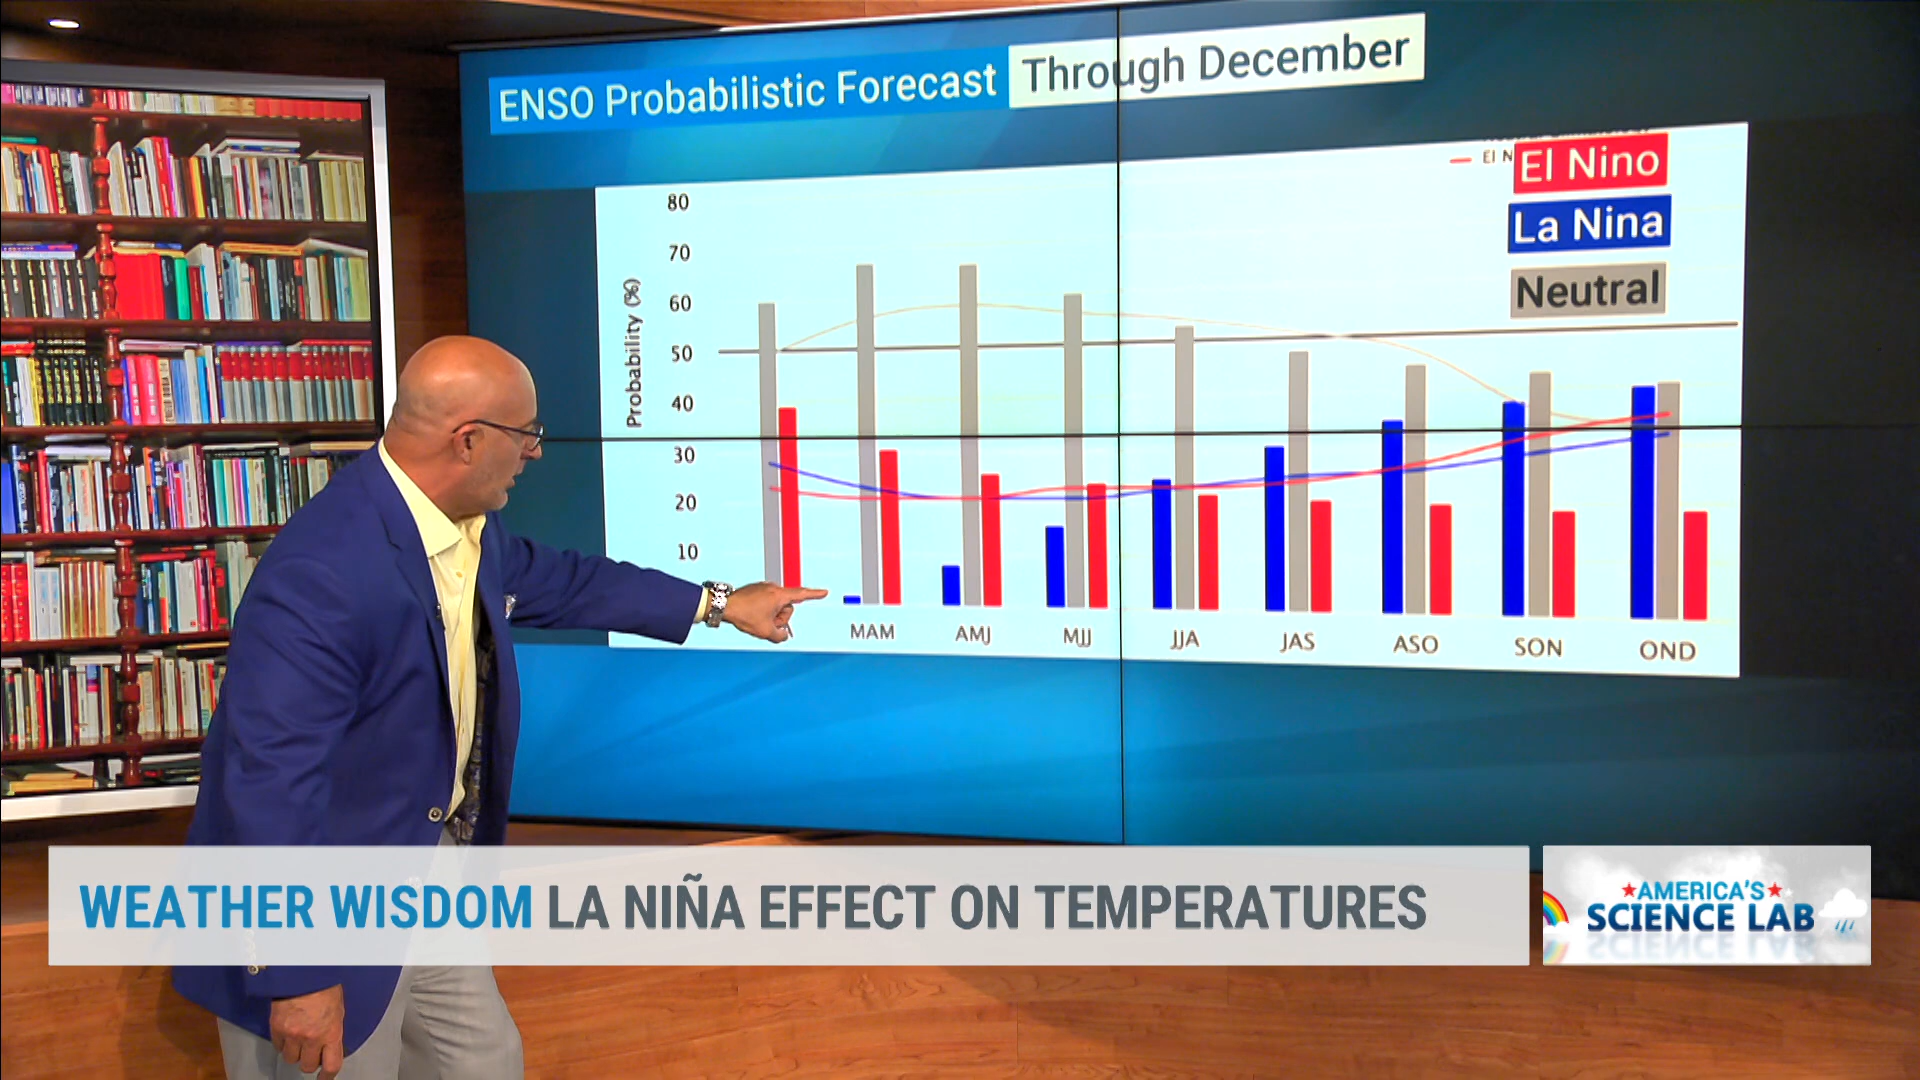 ENSO Probabilistic Forecast Through December
El Nino
La Nina
Neutral
Probability (%)
80
70
60
50
40
30
20
10
MAM
AMJ
MJJ
JJA
JAS
ASO
SON
OND
WEATHER WISDOM LA NIÑA EFFECT ON TEMPERATURES
AMERICA'S
SCIENCE LAB